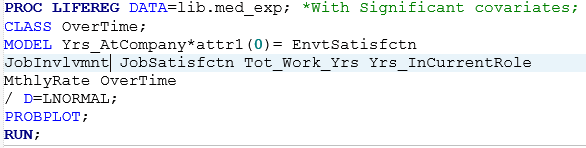 PROC LIFEREG DATA=lib.med_exp; *With Significant covariates;
CLASS OverTime;
MODEL Yrs_AtCompany*attr1(0)= EnvtSatisfctn
JobInvlvmnt JobSatisfctn Tot_Work_Yrs Yrs_InCurrentRole
MthlyRate OverTime
/ D=LNORMAL;
PROBPLOT;
RUN;